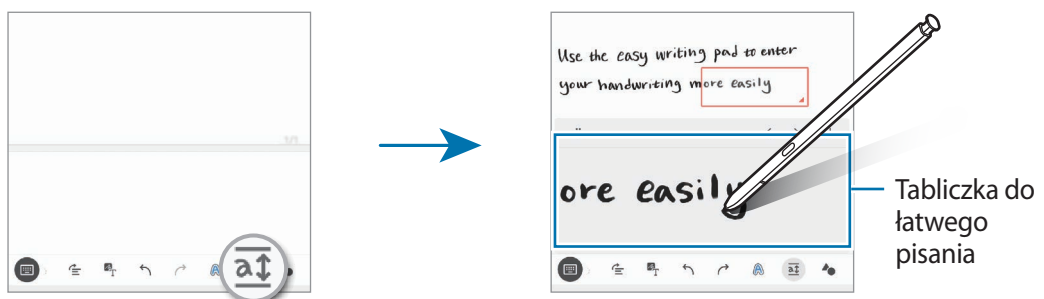 Use the easy writing pad to enter
your handwriting more easily
ore easily
Tabliczka do
łatwego
pisania